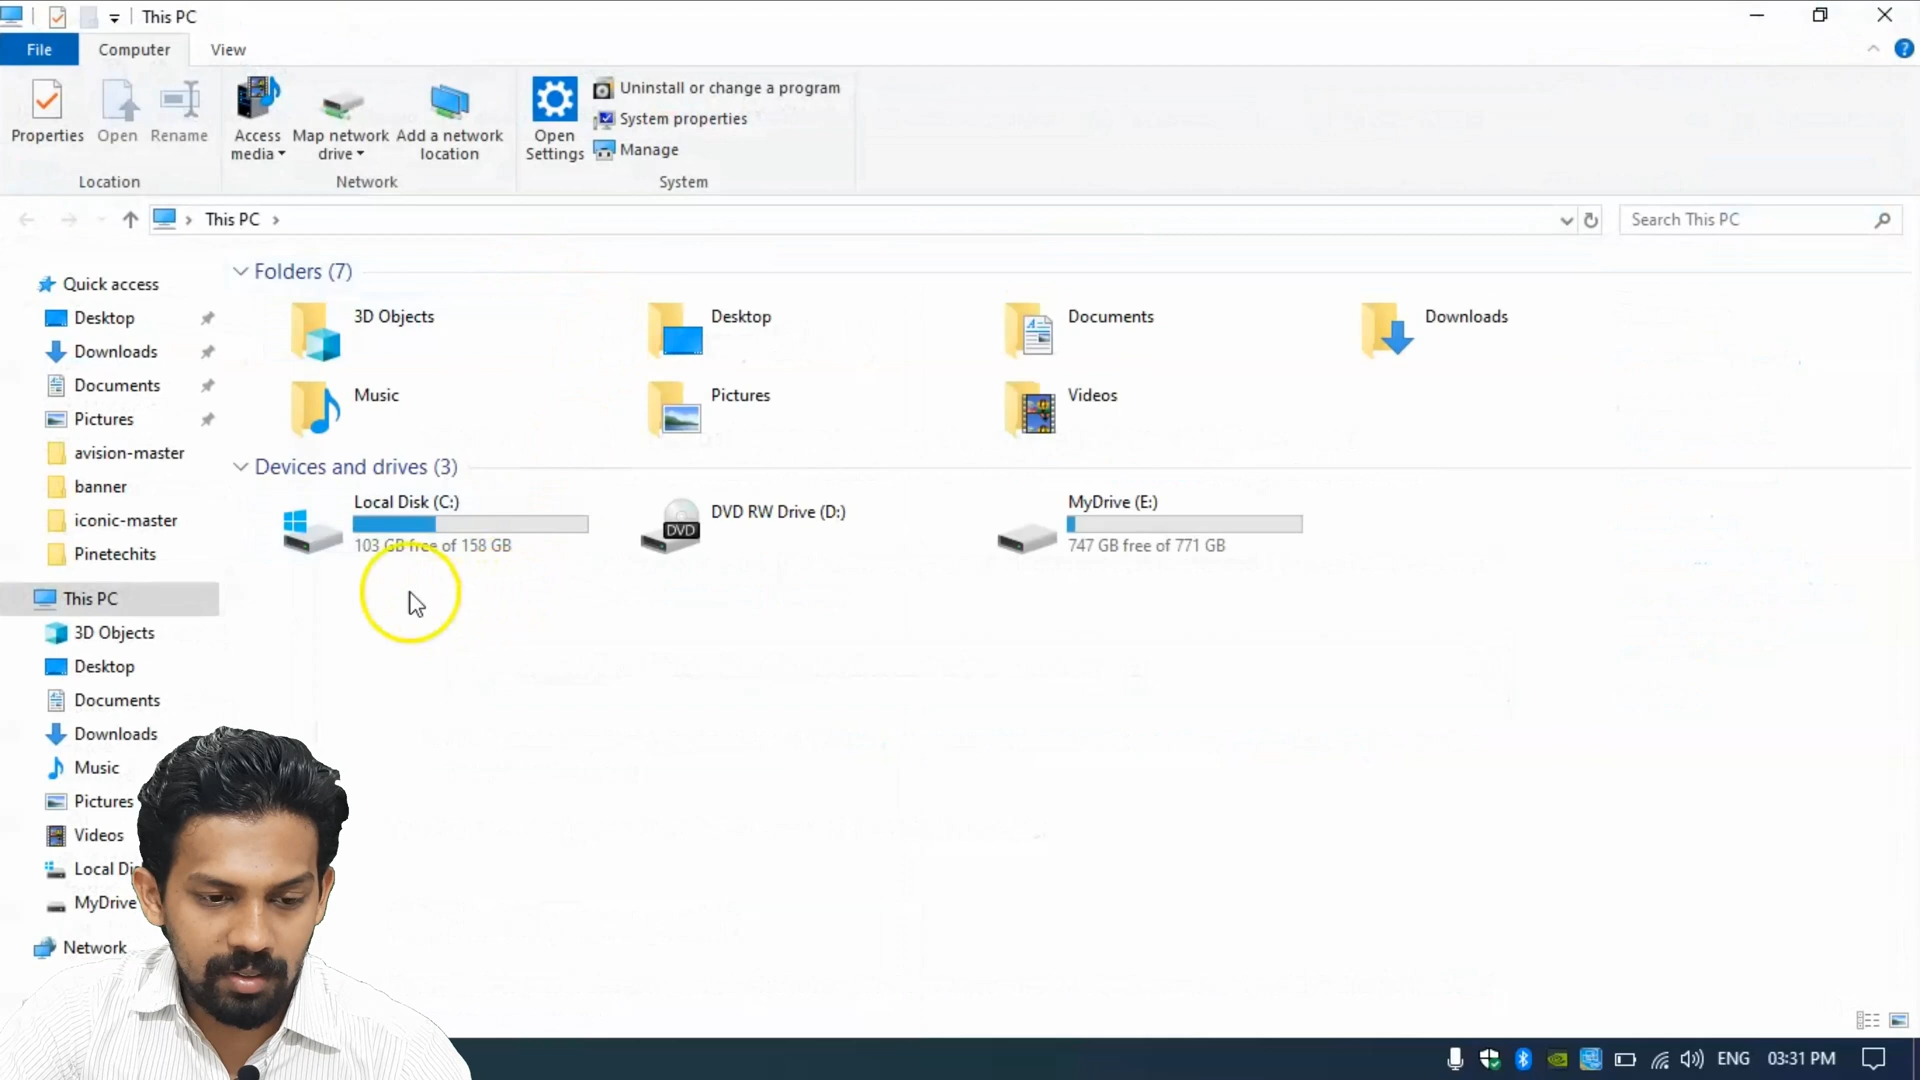 This PC
File Computer View
Properties Open Rename Access media Map network drive Add a network location Open Settings Uninstall or change a program
System properties
Manage
Location Network System
This PC
Search This PC
Quick access
Desktop
Downloads
Documents
Pictures
avision-master
banner
iconic-master
Pinetechits
This PC
3D Objects
Desktop
Documents
Downloads
Music
Pictures
Videos
Local Di
MyDrive
Network
Folders (7)
3D Objects Desktop Documents Downloads
Music Pictures Videos
Devices and drives (3)
Local Disk (C:)
103 GB free of 158 GB
DVD RW Drive (D:)
DVD
MyDrive (E:)
747 GB free of 771 GB
ENG 03:31 PM